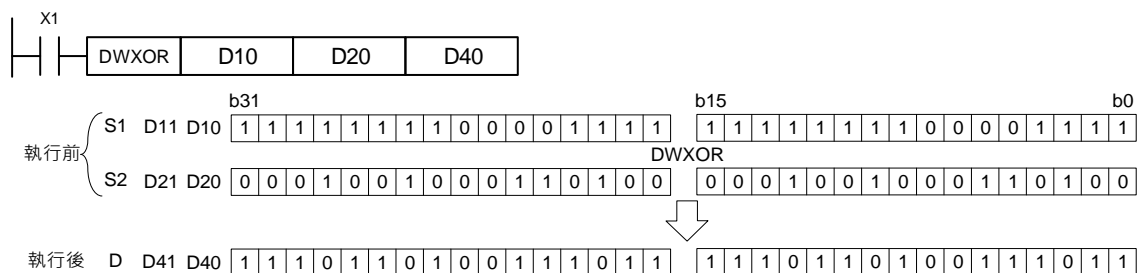 X1
DWXOR D10 D20 D40
b31 b15 b0
S1 D11 D10 1 1 1 1 1 1 1 1 0 0 0 0 1 1 1 1 1 1 1 1 1 1 1 1 0 0 0 0 1 1 1 1
執行前 DWXOR
S2 D21 D20 0 0 0 1 0 0 1 0 0 0 1 1 0 1 0 0 0 0 0 1 0 0 1 0 0 0 1 1 0 1 0 0
執行後 D D41 D40 1 1 1 0 1 1 0 1 0 0 1 1 1 0 1 1 1 1 1 0 1 1 0 1 0 0 1 1 1 0 1 1